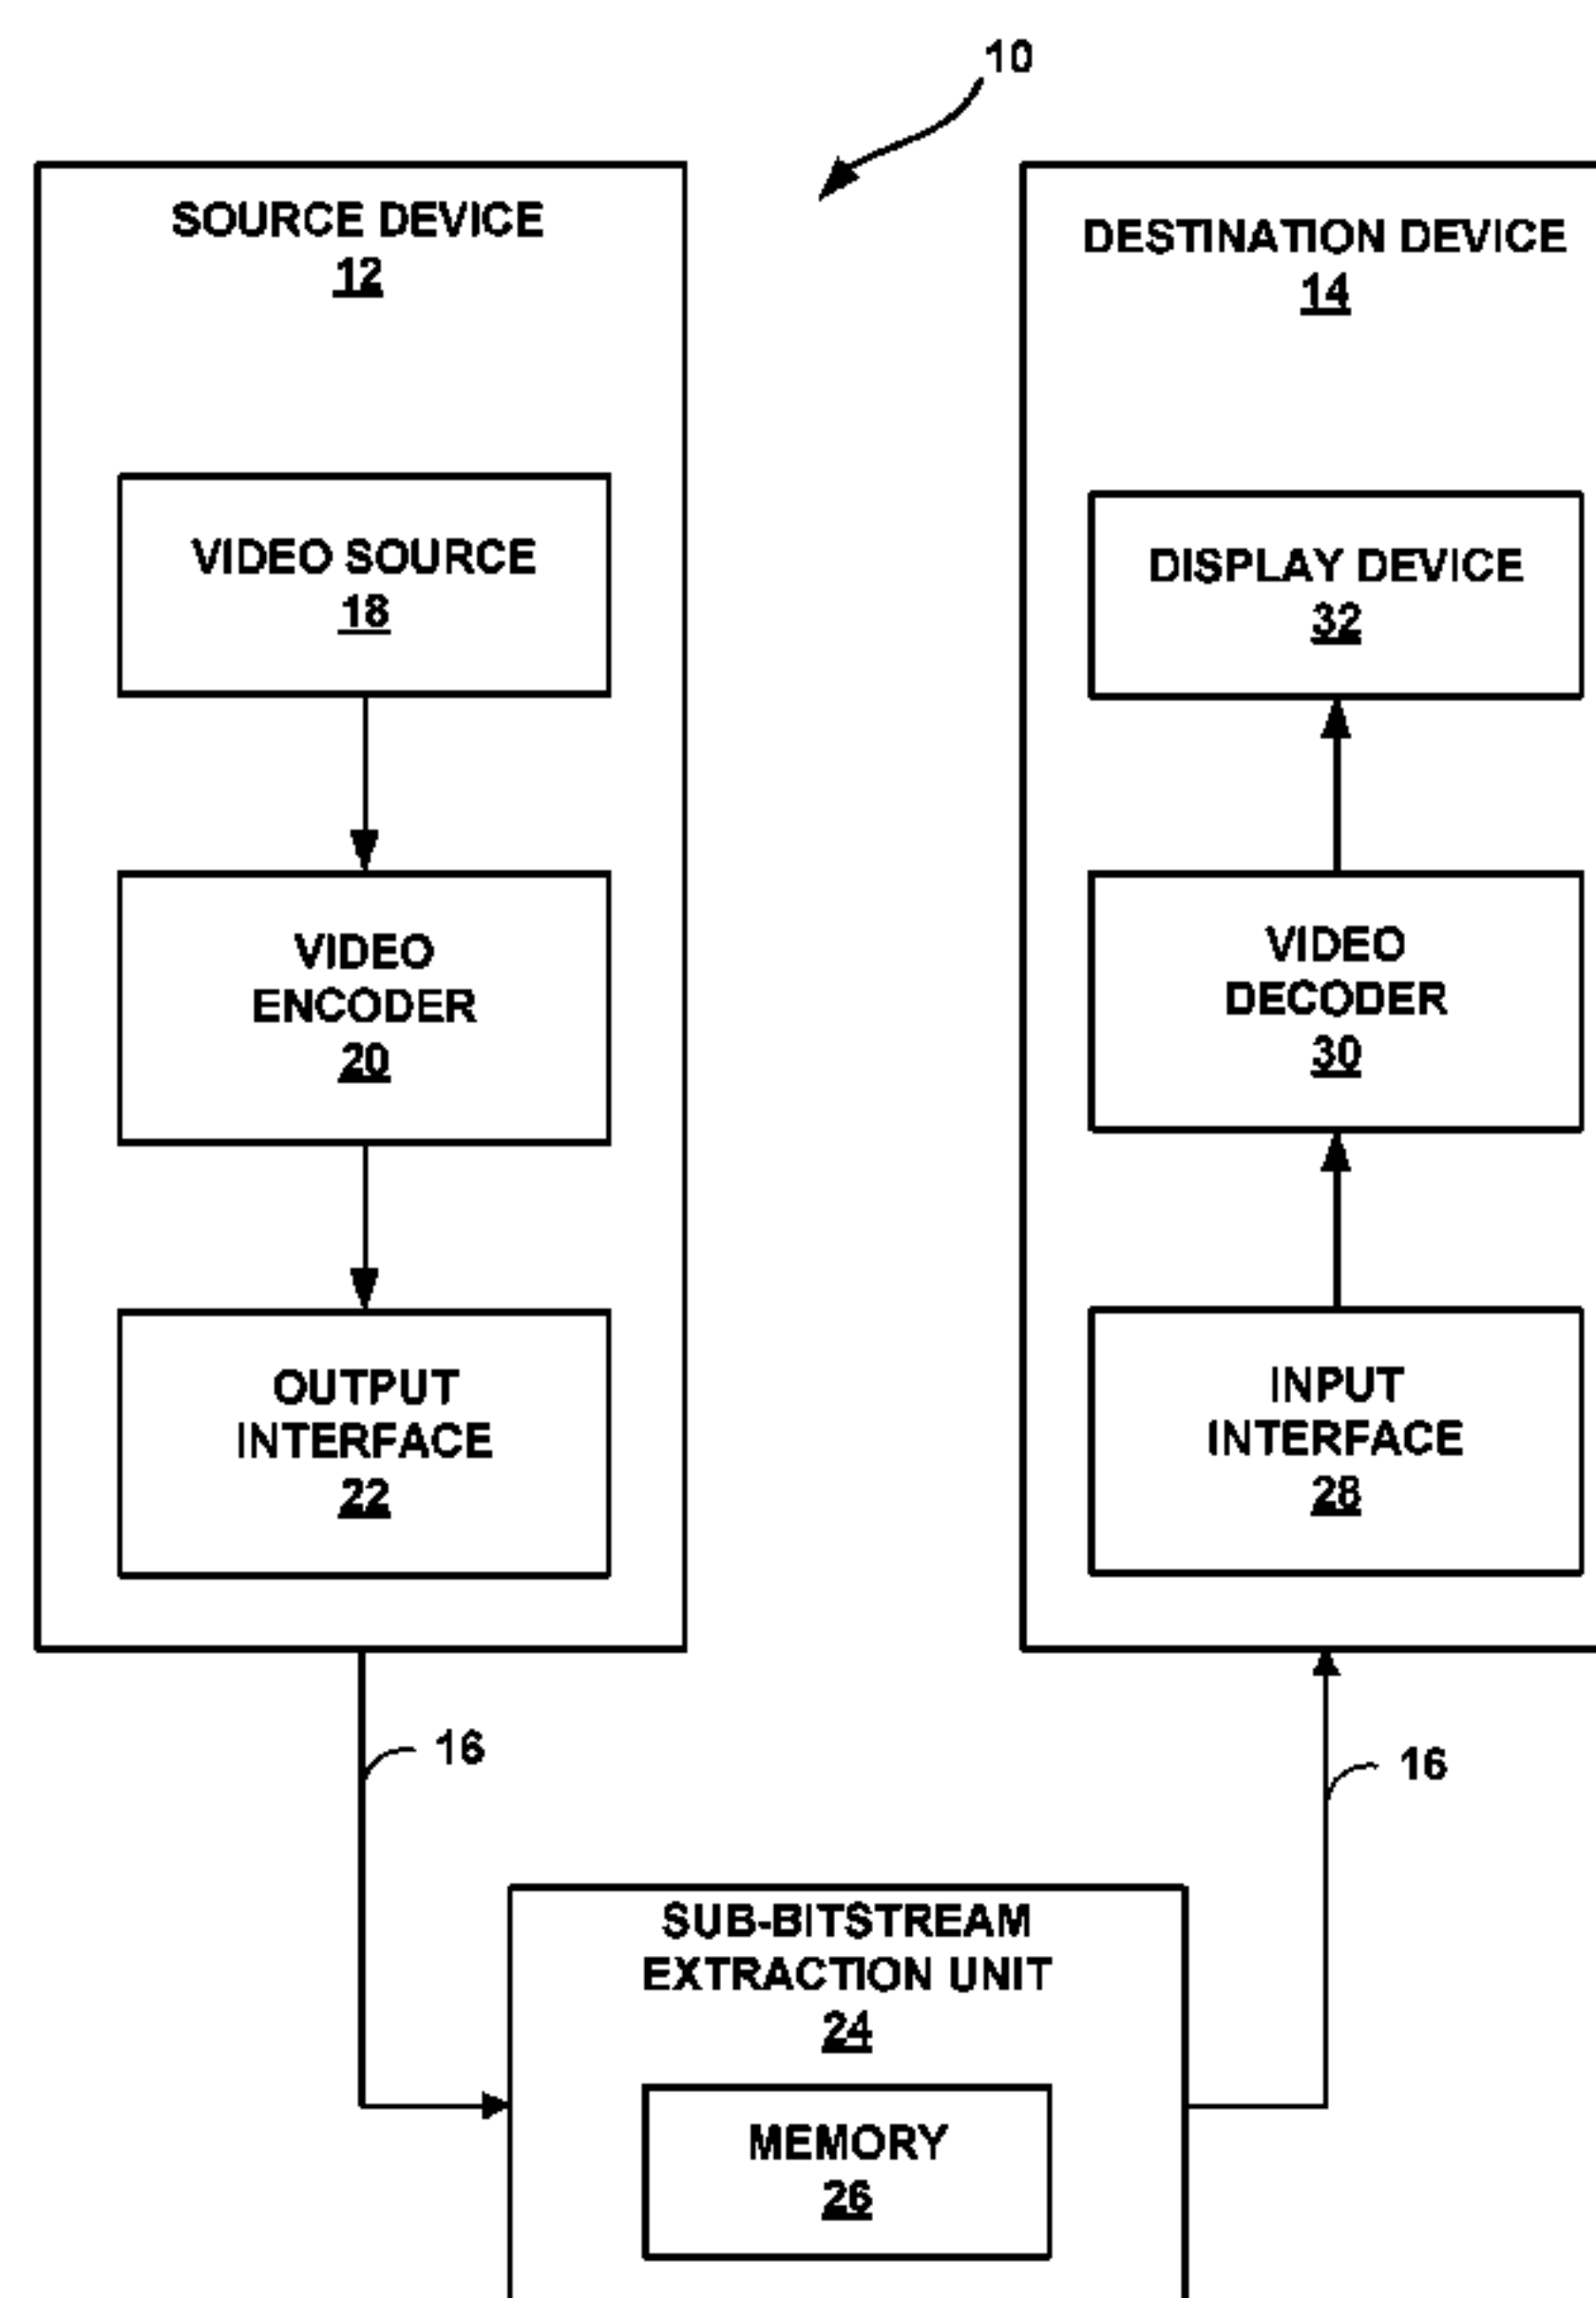 10
SOURCE DEVICE
12
VIDEO SOURCE
18
VIDEO
ENCODER
20
OUTPUT
INTERFACE
22
16
DESTINATION DEVICE
14
DISPLAY DEVICE
32
VIDEO
DECODER
30
INPUT
INTERFACE
28
16
SUB-BITSTREAM
EXTRACTION UNIT
24
MEMORY
26